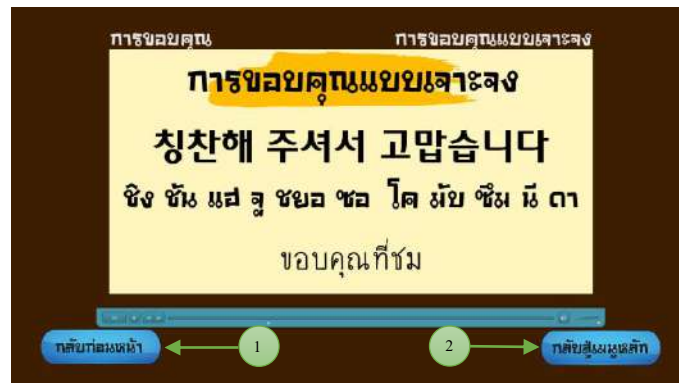 การขอบคุณ การขอบคุณแบบเจาะจง
การขอบคุณแบบเจาะจง
칭찬해 주셔서 고맙습니다
ชิง ชัน แฮ จู ชยอ ซอ โค มับ ซึม นี ดา
ขอบคุณที่ชม
กลับก่อนหน้า 1 2 กลับสู่เมนูหลัก